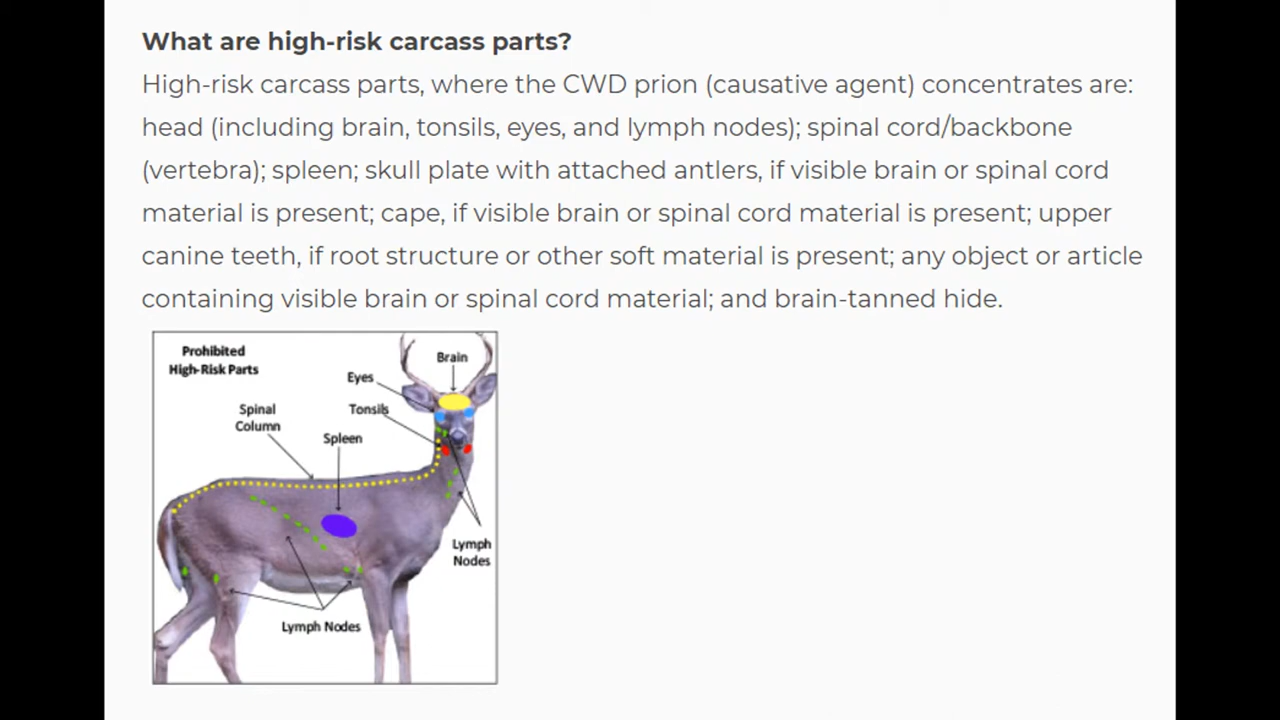 What are high-risk carcass parts?
High-risk carcass parts, where the CWD prion (causative agent) concentrates are:
head (including brain, tonsils, eyes, and lymph nodes); spinal cord/backbone
(vertebra); spleen; skull plate with attached antlers, if visible brain or spinal cord
material is present; cape, if visible brain or spinal cord material is present; upper
canine teeth, if root structure or other soft material is present; any object or article
containing visible brain or spinal cord material; and brain-tanned hide.
Prohibited
High-Risk Parts
Brain
Eyes
Tonsils
Spinal
Column
Spleen
Lymph
Nodes
Lymph Nodes